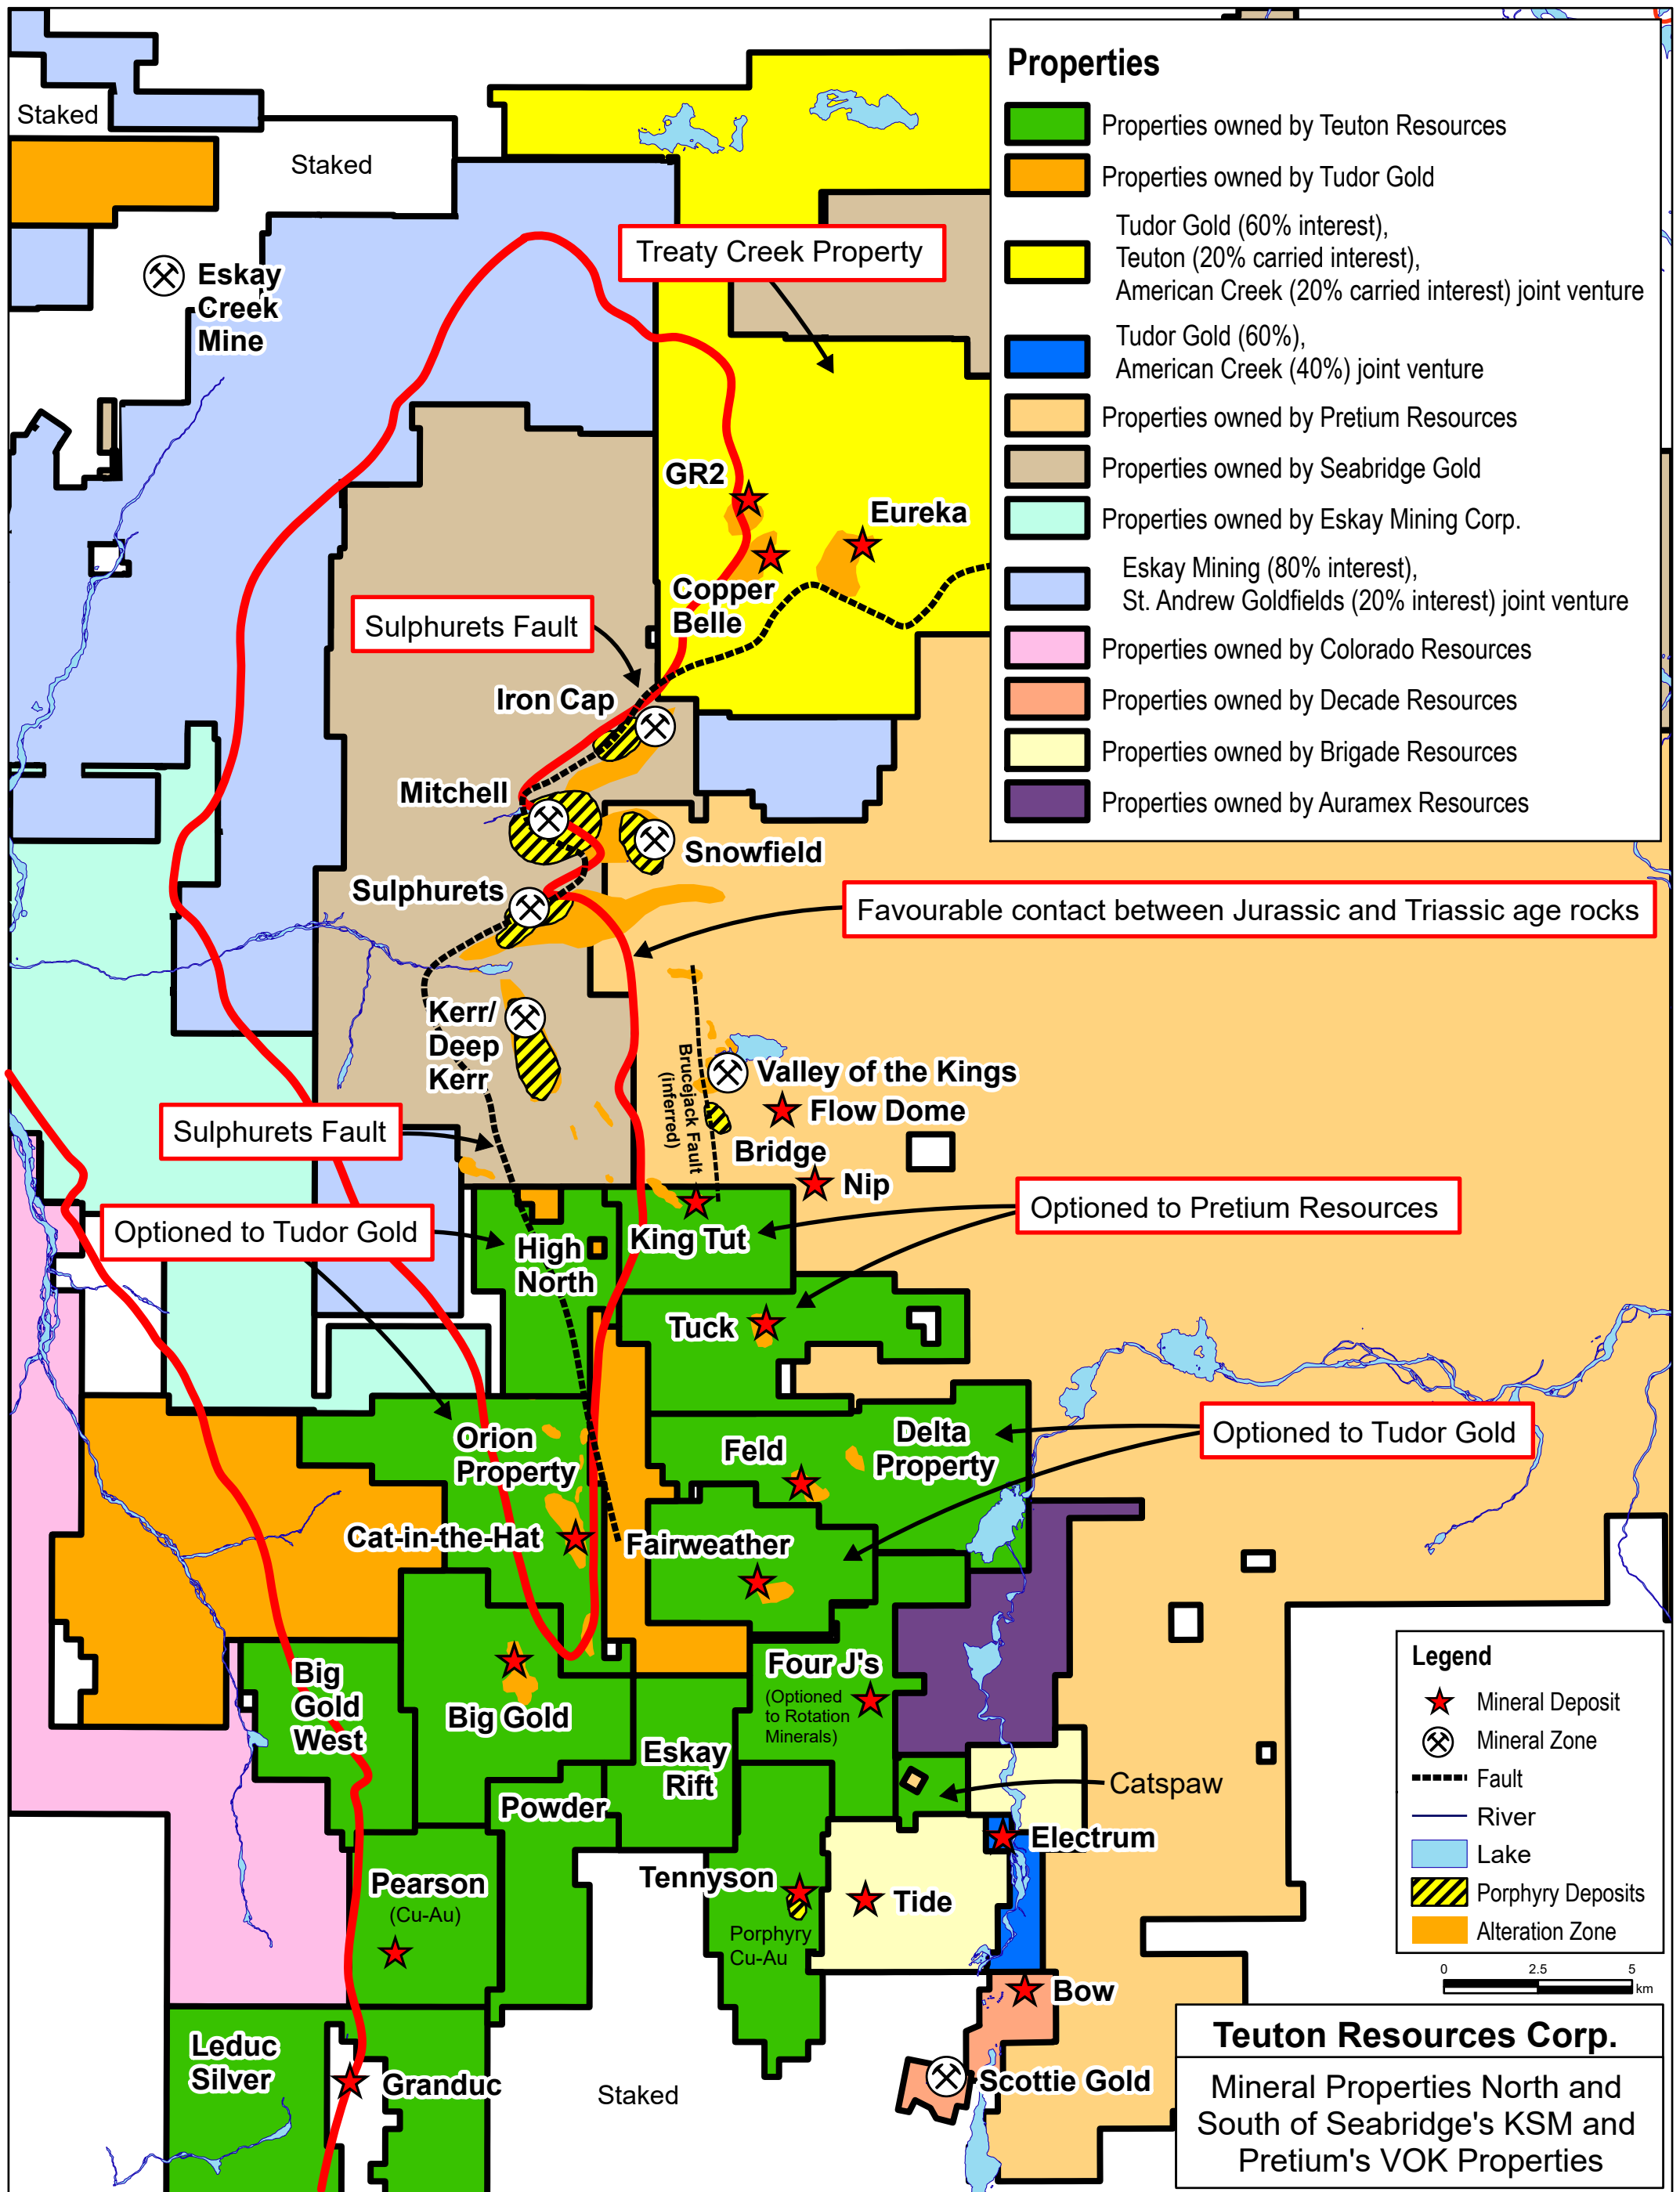 Properties
Properties owned by Teuton Resources
Properties owned by Tudor Gold
Tudor Gold (60% interest),
Teuton (20% carried interest),
American Creek (20% carried interest) joint venture
Tudor Gold (60%),
American Creek (40%) joint venture
Properties owned by Pretium Resources
Properties owned by Seabridge Gold
Properties owned by Eskay Mining Corp.
Eskay Mining (80% interest),
St. Andrew Goldfields (20% interest) joint venture
Properties owned by Colorado Resources
Properties owned by Decade Resources
Properties owned by Brigade Resources
Properties owned by Auramex Resources
Staked
Staked
Eskay
Creek
Mine
Treaty Creek Property
GR2
Eureka
Copper
Belle
Sulphurets Fault
Iron Cap
Mitchell
Snowfield
Sulphurets
Favourable contact between Jurassic and Triassic age rocks
Kerr/
Deep
Kerr
Brucejack Fault
(inferred)
Valley of the Kings
Flow Dome
Bridge
Nip
Sulphurets Fault
Optioned to Tudor Gold
High
North
King Tut
Optioned to Pretium Resources
Tuck
Orion
Property
Feld
Delta
Property
Optioned to Tudor Gold
Cat-in-the-Hat
Fairweather
Big
Gold
West
Big Gold
Four J's
(Optioned
to Rotation
Minerals)
Eskay
Rift
Powder
Catspaw
Electrum
Pearson
(Cu-Au)
Tennyson
Tide
Porphyry
Cu-Au
Bow
Leduc
Silver
Granduc
Staked
Scottie Gold
Legend
Mineral Deposit
Mineral Zone
Fault
River
Lake
Porphyry Deposits
Alteration Zone
0 2.5 5
km
Teuton Resources Corp.
Mineral Properties North and
South of Seabridge's KSM and
Pretium's VOK Properties